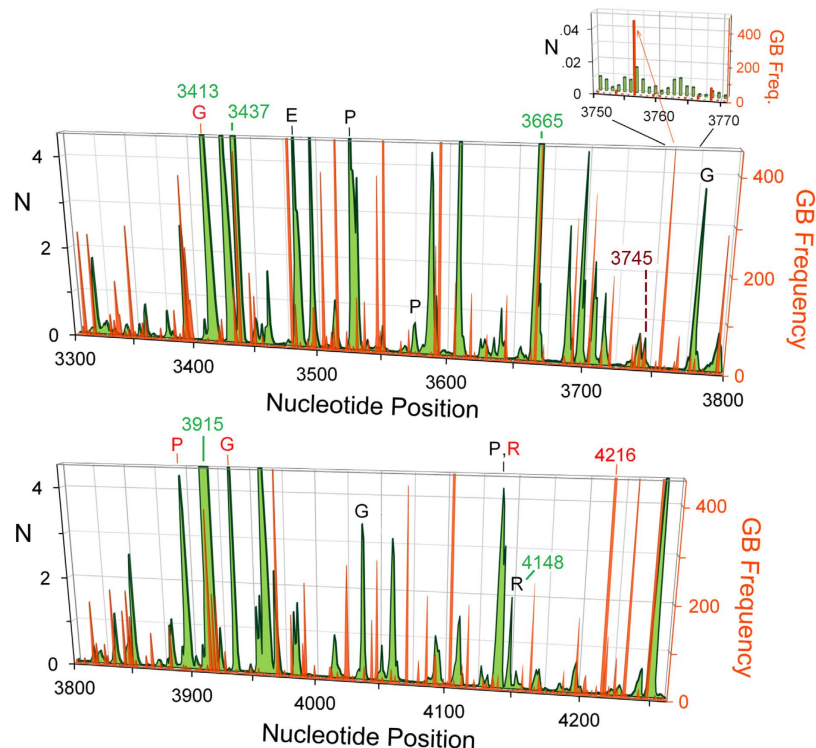 .04
.02
0
N
400
200
0
GB Freq.
3750
3760
3770
3413
G
3437
E
P
3665
4
2
0
N
P
3745
G
400
200
0
GB Frequency
3300
3400
3500
3600
3700
3800
Nucleotide Position
3915
P
G
P,R
4216
4
2
0
N
G
R
4148
400
200
0
GB Frequency
3800
3900
4000
4100
4200
Nucleotide Position